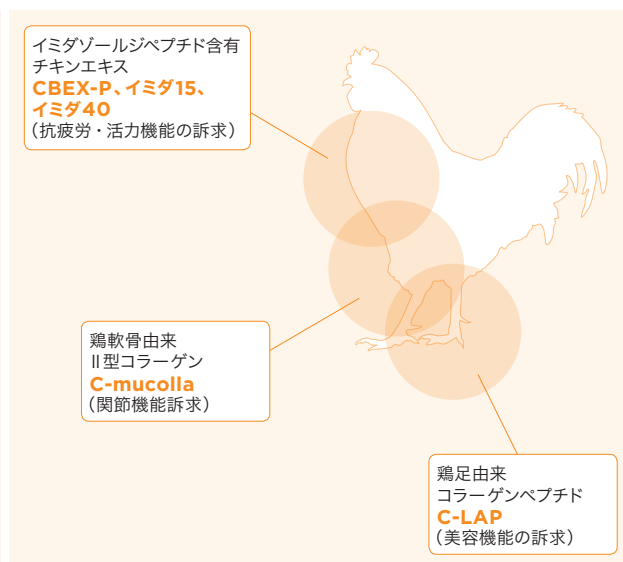 イミダゾールジペプチド含有
チキンエキス
CBEX-P、イミダ15、
イミダ40
(抗疲労・活力機能の訴求)
鶏軟骨由来
Ⅱ型コラーゲン
C-mucolla
(関節機能訴求)
鶏足由来
コラーゲンペプチド
C-LAP
(美容機能の訴求)